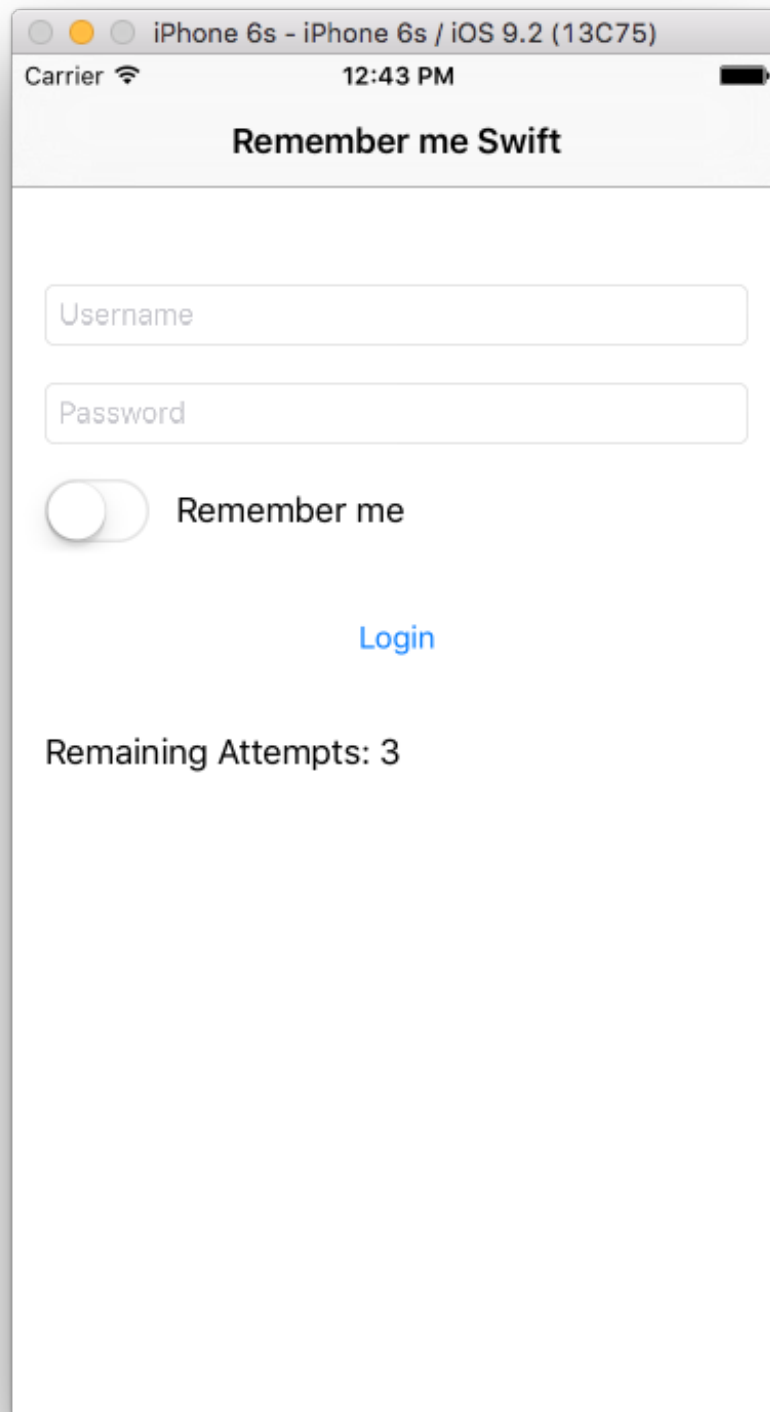 iPhone 6s - iPhone 6s / iOS 9.2 (13C75)
Carrier 12:43 PM
Remember me Swift
Username
Password
Remember me
Login
Remaining Attempts: 3